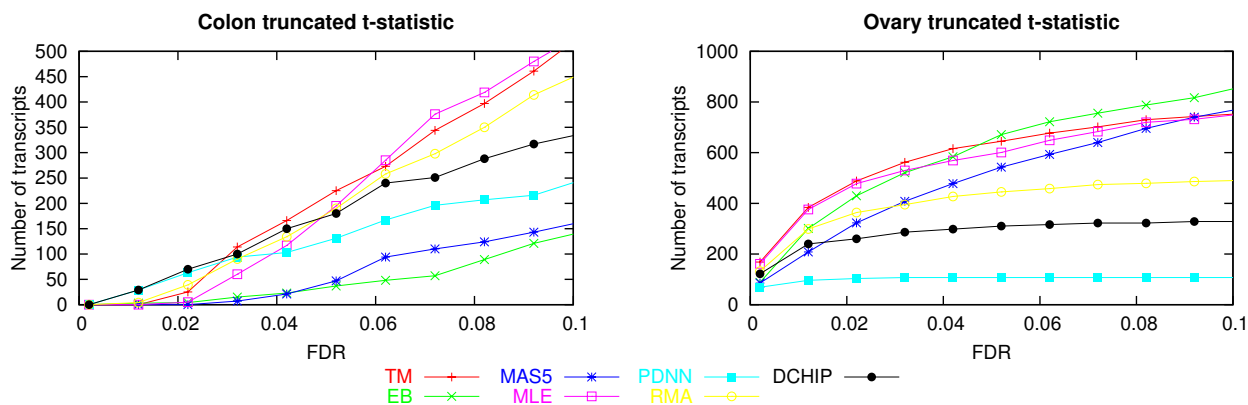 Colon truncated t-statistic
Number of transcripts
500
450
400
350
300
250
200
150
100
50
0
0 0.02 0.04 0.06 0.08 0.1
FDR
Ovary truncated t-statistic
Number of transcripts
1000
800
600
400
200
0
0 0.02 0.04 0.06 0.08 0.1
FDR
TM MAS5 PDNN DCHIP
EB MLE RMA